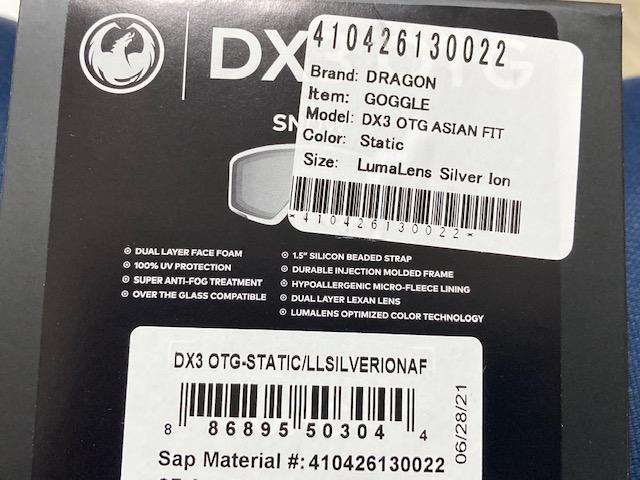 410426130022
DX3 OTG
Brand: DRAGON
Item: GOGGLE
Model: DX3 OTG ASIAN FIT
Color: Static
Size: LumaLens Silver Ion
*410426130022*
DUAL LAYER FACE FOAM
100% UV PROTECTION
SUPER ANTI-FOG TREATMENT
OVER THE GLASS COMPATIBLE
1.5" SILICON BEADED STRAP
DURABLE INJECTION MOLDED FRAME
HYPOALLERGENIC MICRO-FLEECE LINING
DUAL LAYER LEXAN LENS
LUMALENS OPTIMIZED COLOR TECHNOLOGY
DX3 OTG-STATIC/LLSILVERIONAF
8 86895 50304 4
06/28/21
Sap Material #: 410426130022